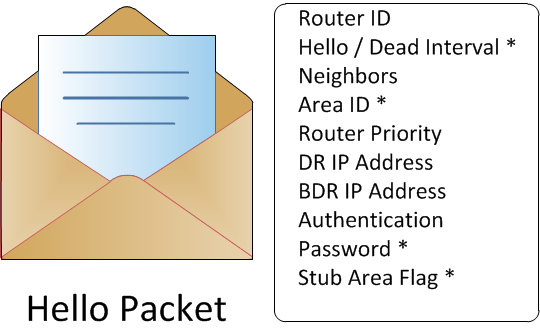 Router ID
Hello / Dead Interval *
Neighbors
Area ID *
Router Priority
DR IP Address
BDR IP Address
Authentication
Password *
Stub Area Flag *
Hello Packet